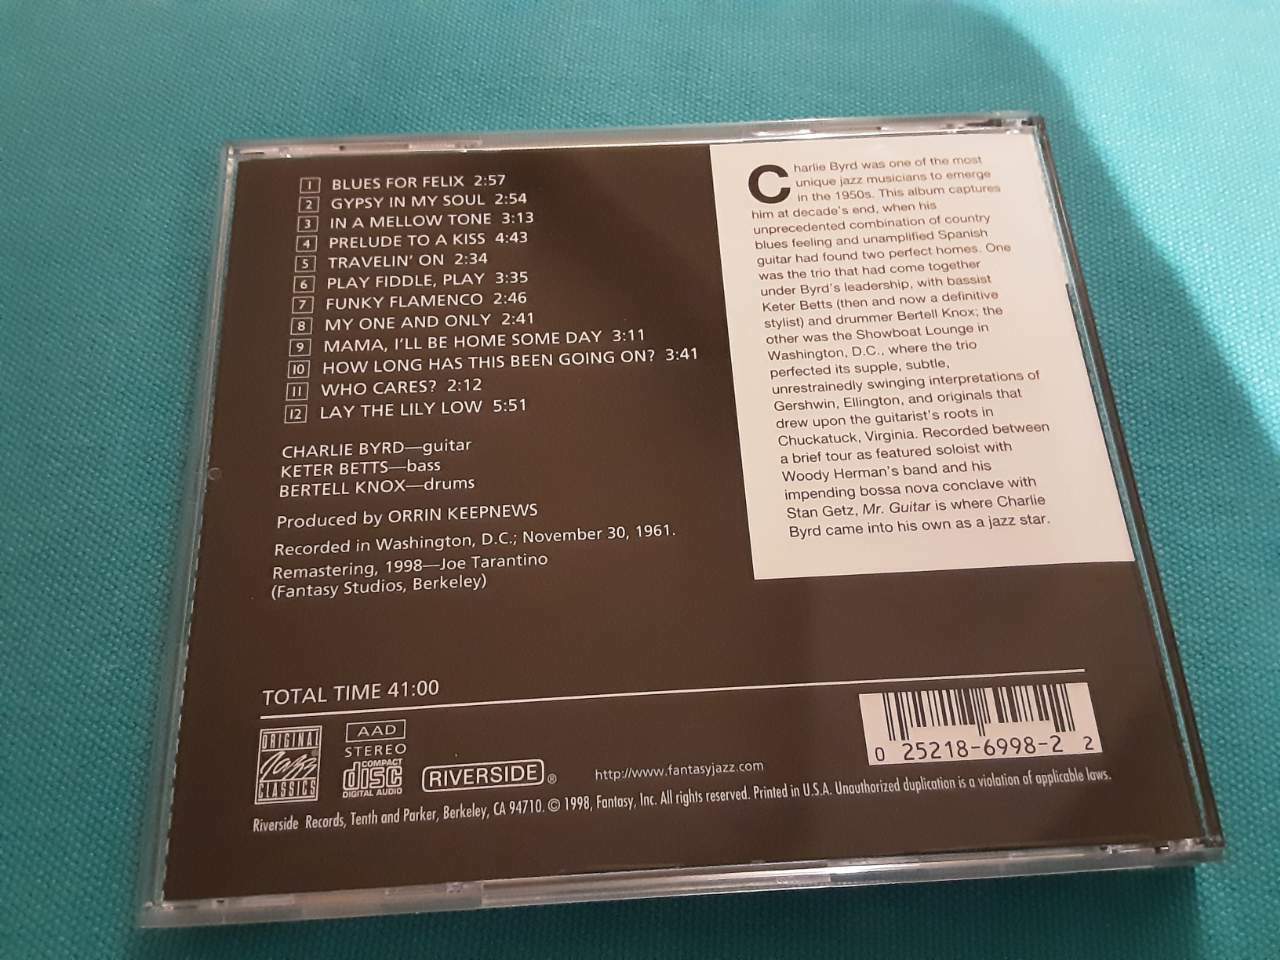 1 BLUES FOR FELIX 2:57
2 GYPSY IN MY SOUL 2:54
3 IN A MELLOW TONE 3:13
4 PRELUDE TO A KISS 4:43
5 TRAVELIN' ON 2:34
6 PLAY FIDDLE, PLAY 3:35
7 FUNKY FLAMENCO 2:46
8 MY ONE AND ONLY 2:41
9 MAMA, I'LL BE HOME SOME DAY 3:11
10 HOW LONG HAS THIS BEEN GOING ON? 3:41
11 WHO CARES? 2:12
12 LAY THE LILY LOW 5:51
CHARLIE BYRD—guitar
KETER BETTS—bass
BERTELL KNOX—drums
Produced by ORRIN KEEPNEWS
Recorded in Washington, D.C.; November 30, 1961.
Remastering, 1998—Joe Tarantino
(Fantasy Studios, Berkeley)
Charlie Byrd was one of the most
unique jazz musicians to emerge
in the 1950s. This album captures
him at decade's end, when his
unprecedented combination of country
blues feeling and unamplified Spanish
guitar had found two perfect homes. One
was the trio that had come together
under Byrd's leadership, with bassist
Keter Betts (then and now a definitive
stylist) and drummer Bertell Knox; the
other was the Showboat Lounge in
Washington, D.C., where the trio
perfected its supple, subtle,
unrestrainedly swinging interpretations of
Gershwin, Ellington, and originals that
drew upon the guitarist's roots in
Chuckatuck, Virginia. Recorded between
a brief tour as featured soloist with
Woody Herman's band and his
impending bossa nova conclave with
Stan Getz, Mr. Guitar is where Charlie
Byrd came into his own as a jazz star.
TOTAL TIME 41:00
ORIGINAL
Jazz
CLASSICS
AAD
STEREO
COMPACT
disc
DIGITAL AUDIO
RIVERSIDE®
http://www.fantasyjazz.com
0 25218-6998-2 2
Riverside Records, Tenth and Parker, Berkeley, CA 94710. © 1998, Fantasy, Inc. All rights reserved. Printed in U.S.A. Unauthorized duplication is a violation of applicable laws.